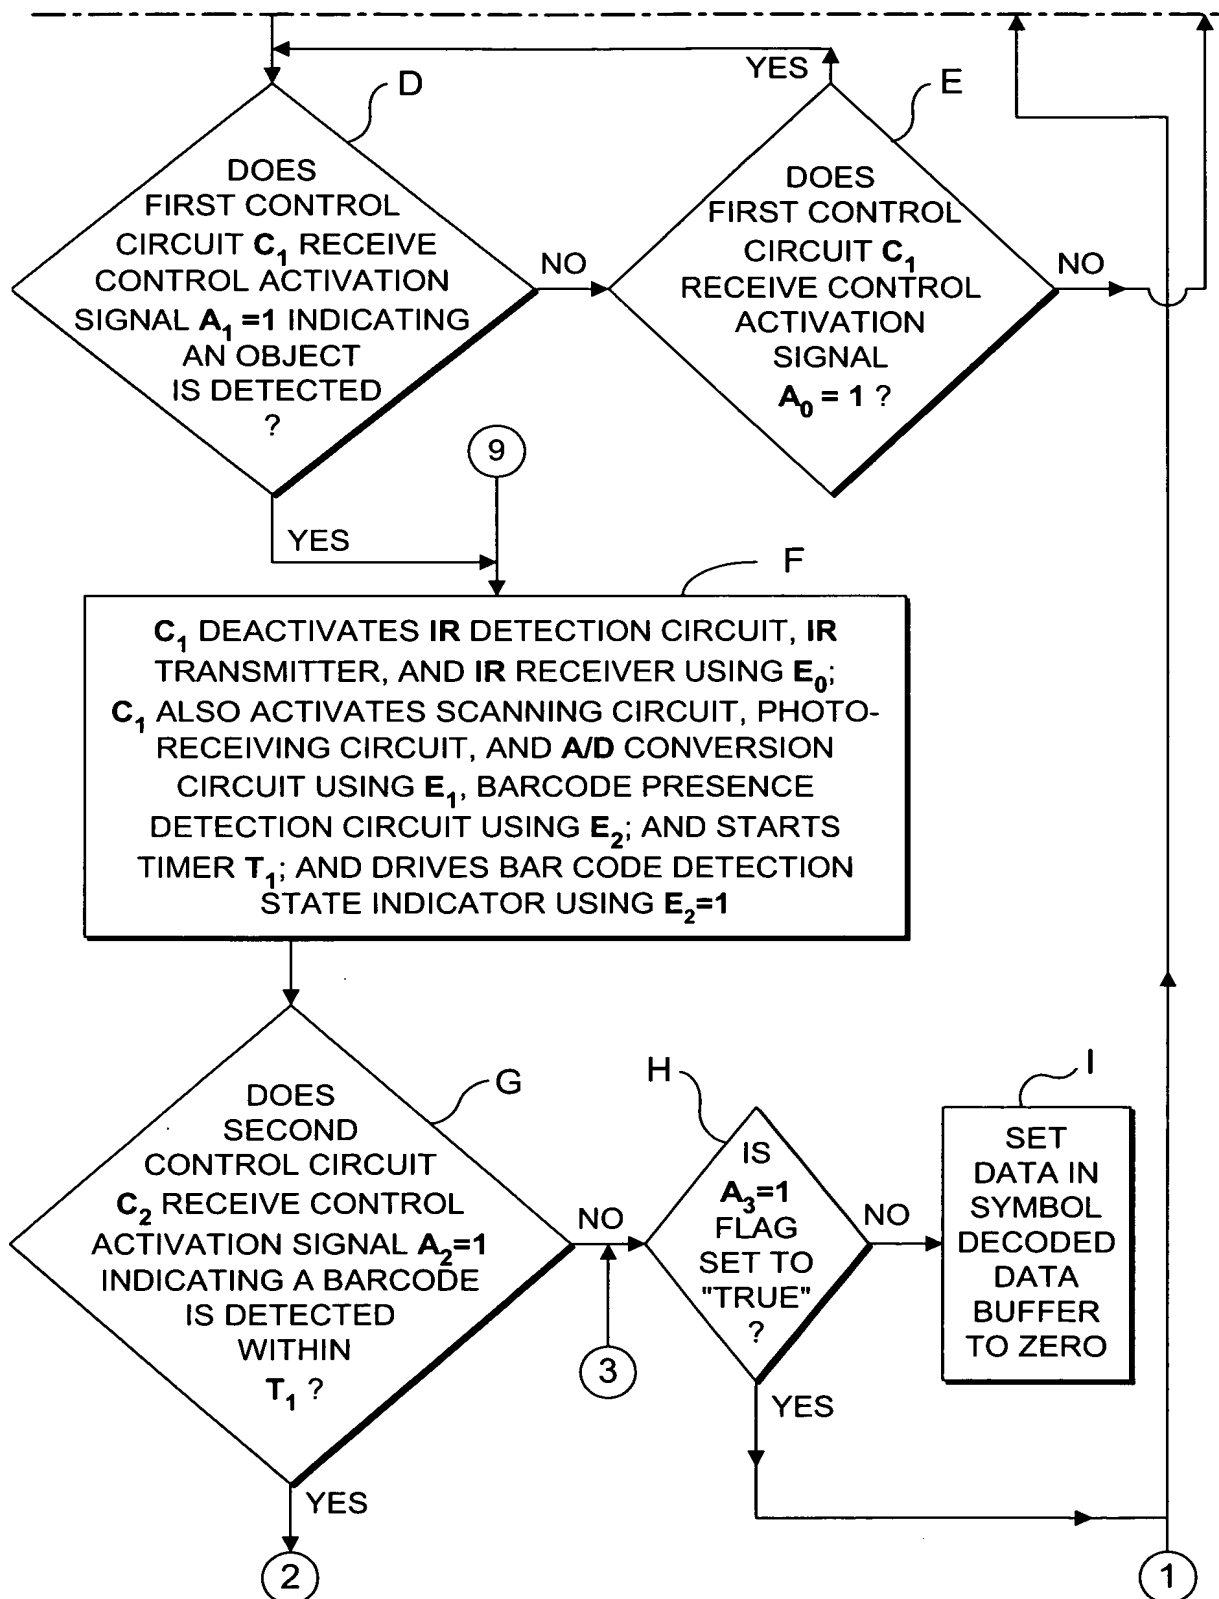 D
DOES
FIRST CONTROL
CIRCUIT C₁ RECEIVE
CONTROL ACTIVATION
SIGNAL A₁ =1 INDICATING
AN OBJECT
IS DETECTED
?
NO
YES
YES
E
DOES
FIRST CONTROL
CIRCUIT C₁
RECEIVE CONTROL
ACTIVATION
SIGNAL
A₀ = 1 ?
NO
9
F
C₁ DEACTIVATES IR DETECTION CIRCUIT, IR
TRANSMITTER, AND IR RECEIVER USING E₀;
C₁ ALSO ACTIVATES SCANNING CIRCUIT, PHOTO-
RECEIVING CIRCUIT, AND A/D CONVERSION
CIRCUIT USING E₁, BARCODE PRESENCE
DETECTION CIRCUIT USING E₂; AND STARTS
TIMER T₁; AND DRIVES BAR CODE DETECTION
STATE INDICATOR USING E₂=1
G
DOES
SECOND
CONTROL CIRCUIT
C₂ RECEIVE CONTROL
ACTIVATION SIGNAL A₂=1
INDICATING A BARCODE
IS DETECTED
WITHIN
T₁ ?
NO
3
YES
2
H
IS
A₃=1
FLAG
SET TO
"TRUE"
?
NO
YES
I
SET
DATA IN
SYMBOL
DECODED
DATA
BUFFER
TO ZERO
1